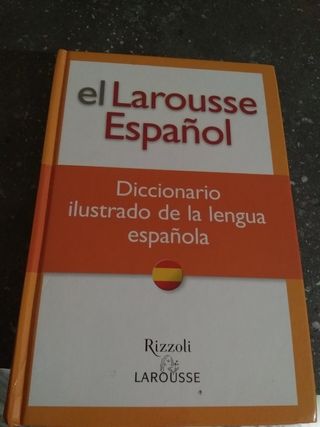 el Larousse
Español
Diccionario
ilustrado de la lengua
española
Rizzoli
LAROUSSE